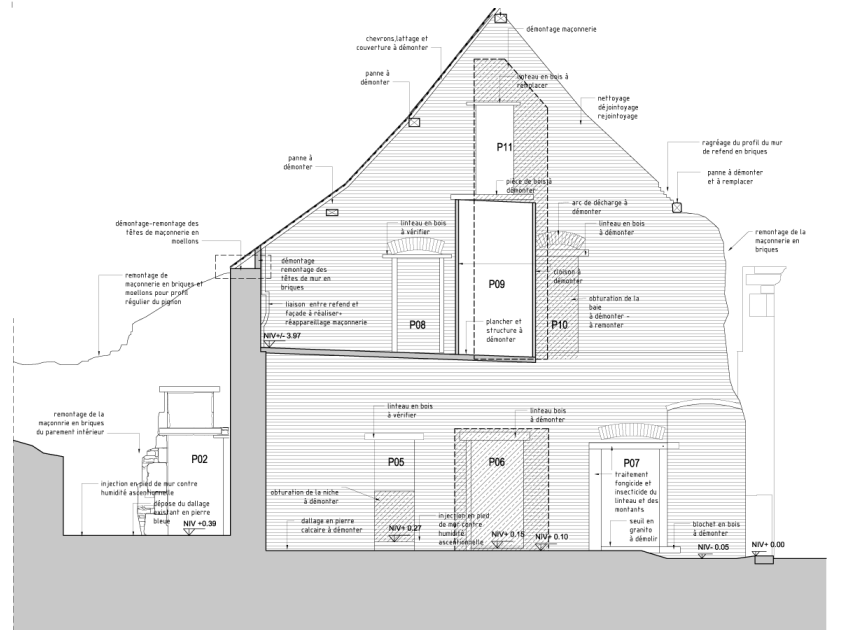 démontage maçonnerie
chevrons,lattage et
couverture à démonter
panne à
démonter
linteau en bois à
remplacer
nettoyage
déjointoyage
rejointoyage
P11
ragréage du profil du mur
de refend en briques
panne à
démonter
pièce de bois à
démonter
panne à démonter
et à remplacer
arc de décharge à
démonter
démontage-remontage des
têtes de maçonnerie en
moellons
linteau en bois
à vérifier
linteau en bois
à démonter
remontage de la
maçonnerie en
briques
démontage
remontage des
têtes de mur en
briques
remontage de
maçonnerie en briques et
moellons pour profil
régulier du pignon
cloison à
démonter
P09
liaison entre refend et
façade à réaliser+
réappareillage maçonnerie
obturation de la
baie
à démonter -
à remonter
P08
plancher et
structure à
démonter
P10
NIV+/- 3.97
remontage de la
maçonnrie en briques
du parement intérieur
linteau en bois
à vérifier
linteau bois
à démonter
P02
P05
P06
P07
injection en pied de mur contre
humidité ascentionnelle
traitement
fongicide et
insecticide du
linteau et des
montants
obturation de la niche
à démonter
dépose du dallage
existant en pierre
bleue
NIV +0.39
dallage en pierre
calcaire à démonter
NIV+ 0.27
injection en pied
de mur contre
humidité
ascentionnelle
NIV+ 0.15
NIV+ 0.10
seuil en
granito
à démolir
blochet en bois
à démonter
NIV- 0.05
NIV+ 0.00